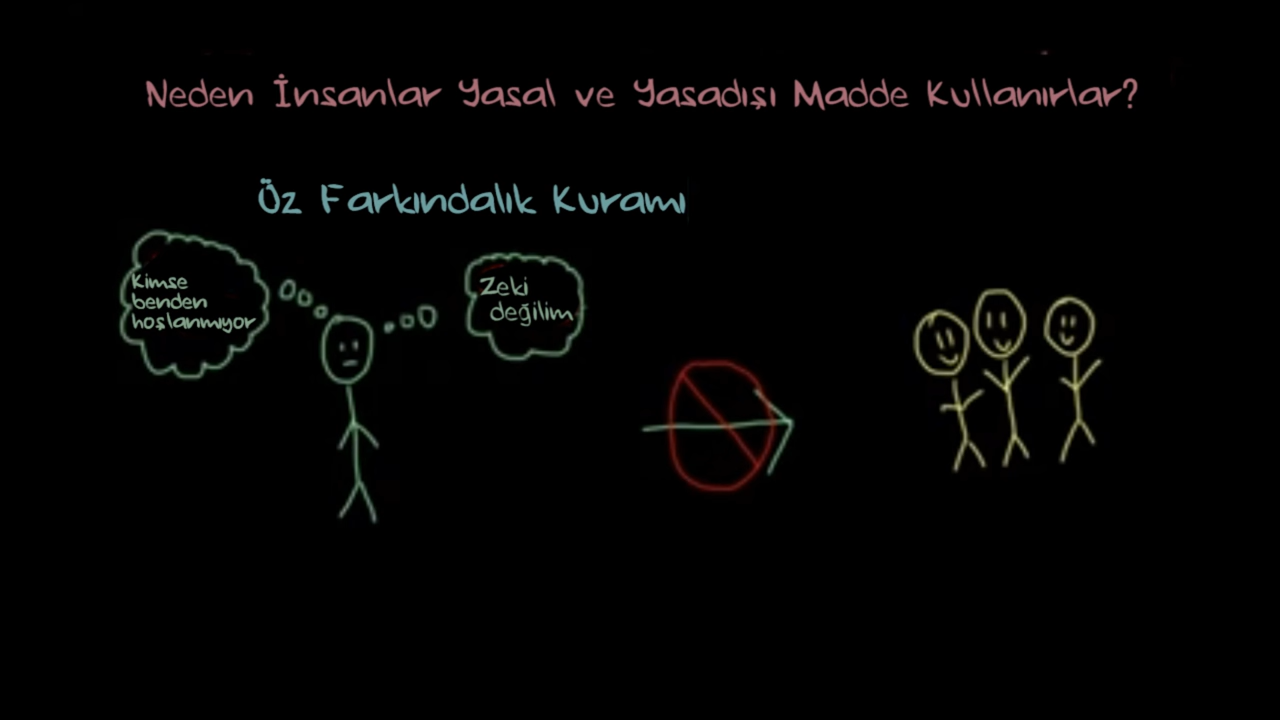 Neden İnsanlar Yasal ve Yasadışı Madde Kullanırlar?
Öz Farkındalık Kuramı
Kimse
benden
hoşlanmıyor
Zeki
değilim